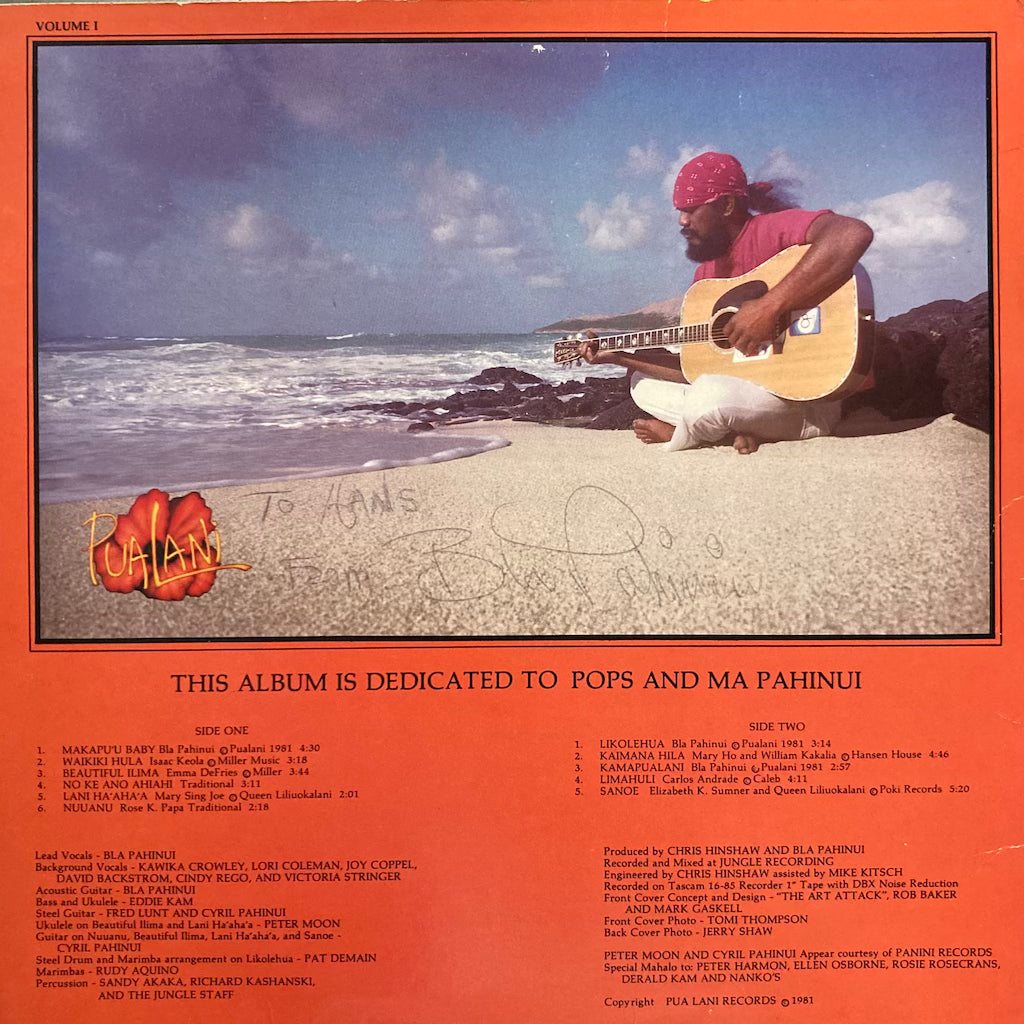 VOLUME I
PUALANI
TO HANS
From Bla Pahinui
THIS ALBUM IS DEDICATED TO POPS AND MA PAHINUI
SIDE ONE
1. MAKAPU'U BABY Bla Pahinui ©Pualani 1981 4:30
2. WAIKIKI HULA Isaac Keola ©Miller Music 3:18
3. BEAUTIFUL ILIMA Emma DeFries ©Miller 3:44
4. NO KE ANO AHIAHI Traditional 3:11
5. LANI HA'AHA'A Mary Sing Joe ©Queen Liliuokalani 2:01
6. NUUANU Rose K. Papa Traditional 2:18
SIDE TWO
1. LIKOLEHUA Bla Pahinui ©Pualani 1981 3:14
2. KAIMANA HILA Mary Ho and William Kakalia ©Hansen House 4:46
3. KAMAPUALANI Bla Pahinui ©Pualani 1981 2:57
4. LIMAHULI Carlos Andrade ©Caleb 4:11
5. SANOE Elizabeth K. Sumner and Queen Liliuokalani ©Poki Records 5:20
Lead Vocals - BLA PAHINUI
Background Vocals - KAWIKA CROWLEY, LORI COLEMAN, JOY COPPEL,
DAVID BACKSTROM, CINDY REGO, AND VICTORIA STRINGER
Acoustic Guitar - BLA PAHINUI
Bass and Ukulele - EDDIE KAM
Steel Guitar - FRED LUNT AND CYRIL PAHINUI
Ukulele on Beautiful Ilima and Lani Ha'aha'a - PETER MOON
Guitar on Nuuanu, Beautiful Ilima, Lani Ha'aha'a, and Sanoe -
CYRIL PAHINUI
Steel Drum and Marimba arrangement on Likolehua - PAT DEMAIN
Marimbas - RUDY AQUINO
Percussion - SANDY AKAKA, RICHARD KASHANSKI,
AND THE JUNGLE STAFF
Produced by CHRIS HINSHAW AND BLA PAHINUI
Recorded and Mixed at JUNGLE RECORDING
Engineered by CHRIS HINSHAW assisted by MIKE KITSCH
Recorded on Tascam 16-85 Recorder 1" Tape with DBX Noise Reduction
Front Cover Concept and Design - "THE ART ATTACK", ROB BAKER
AND MARK GASKELL
Front Cover Photo - TOMI THOMPSON
Back Cover Photo - JERRY SHAW
PETER MOON AND CYRIL PAHINUI Appear courtesy of PANINI RECORDS
Special Mahalo to: PETER HARMON, ELLEN OSBORNE, ROSIE ROSECRANS,
DERALD KAM AND NANKO'S
Copyright PUA LANI RECORDS ©1981